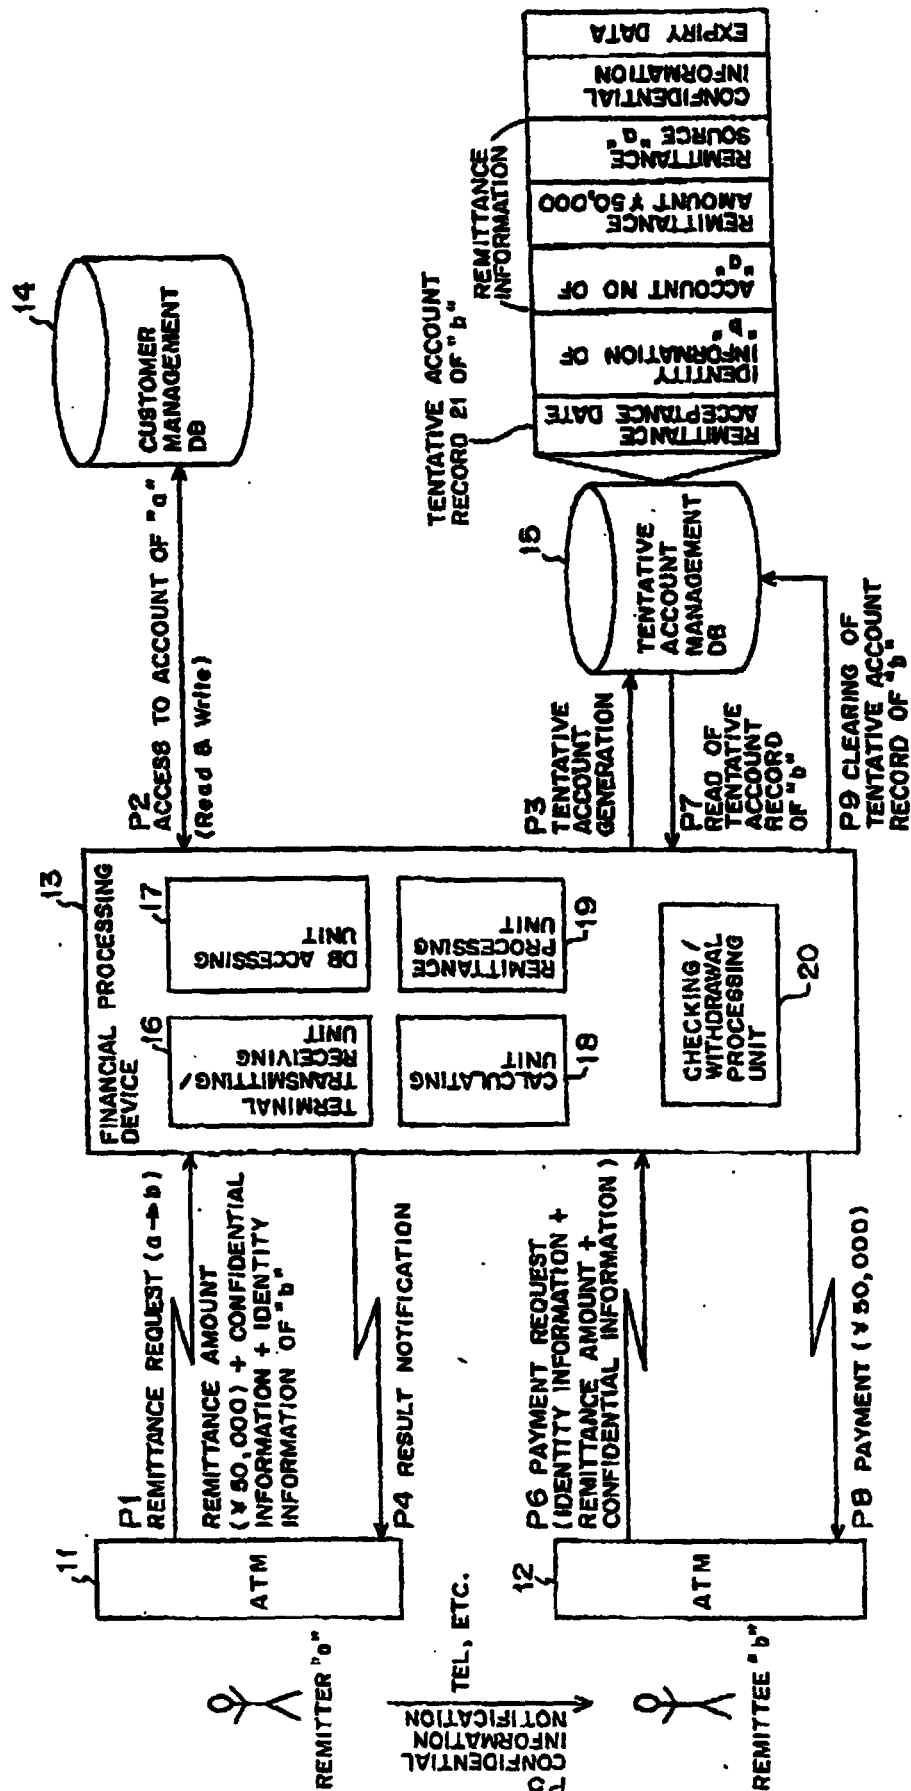 REMITTER "a"
CONFIDENTIAL
INFORMATION
NOTIFICATION
TEL, ETC.
REMITTEE "b"
11
ATM
12
ATM
P1
REMITTANCE REQUEST (a→b)
REMITTANCE AMOUNT
(¥50,000) + CONFIDENTIAL
INFORMATION + IDENTITY
INFORMATION OF "b"
P4 RESULT NOTIFICATION
P6 PAYMENT REQUEST
(IDENTITY INFORMATION +
REMITTANCE AMOUNT +
CONFIDENTIAL INFORMATION)
P8 PAYMENT (¥50,000)
13
FINANCIAL PROCESSING
DEVICE
16
TERMINAL
TRANSMITTING/
RECEIVING
UNIT
17
DB ACCESSING
UNIT
CALCULATING
UNIT
18
REMITTANCE
PROCESSING
UNIT
19
CHECKING/
WITHDRAWAL
PROCESSING
UNIT
20
P2
ACCESS TO ACCOUNT OF "a"
(Read & Write)
14
CUSTOMER
MANAGEMENT
DB
P3
TENTATIVE
ACCOUNT
GENERATION
P7
READ OF
TENTATIVE
ACCOUNT
RECORD
OF "b"
P9 CLEARING OF
TENTATIVE ACCOUNT
RECORD OF "b"
15
TENTATIVE
ACCOUNT
MANAGEMENT
DB
TENTATIVE ACCOUNT
RECORD 21 OF "b"
REMITTANCE
INFORMATION
REMITTANCE
ACCEPTANCE DATE
IDENTITY
INFORMATION OF
"b"
ACCOUNT NO OF
"a"
REMITTANCE
AMOUNT ¥50,000
REMITTANCE
SOURCE "a"
CONFIDENTIAL
INFORMATION
EXPIRY DATA